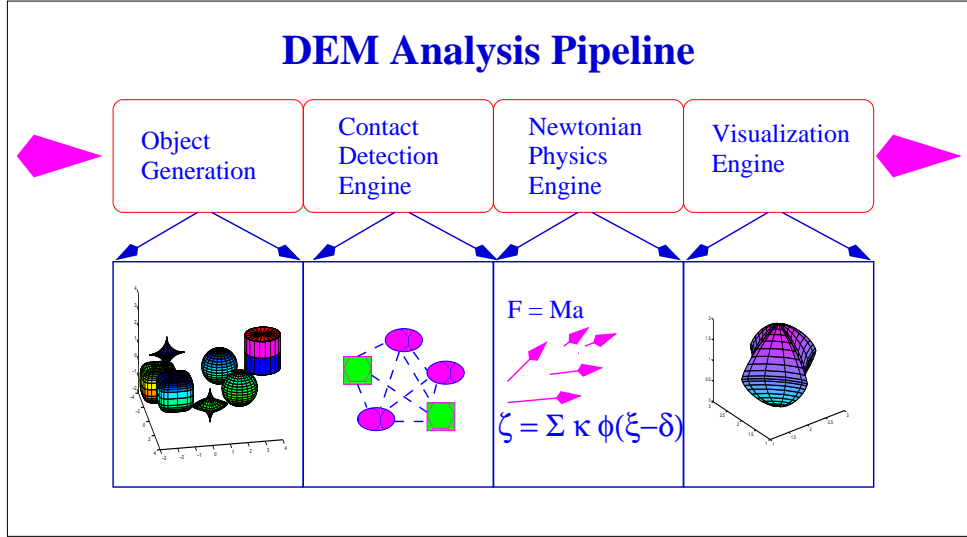 DEM Analysis Pipeline
Object
Generation
Contact
Detection
Engine
Newtonian
Physics
Engine
Visualization
Engine
F = Ma
ζ = Σ κ φ(ξ−δ)